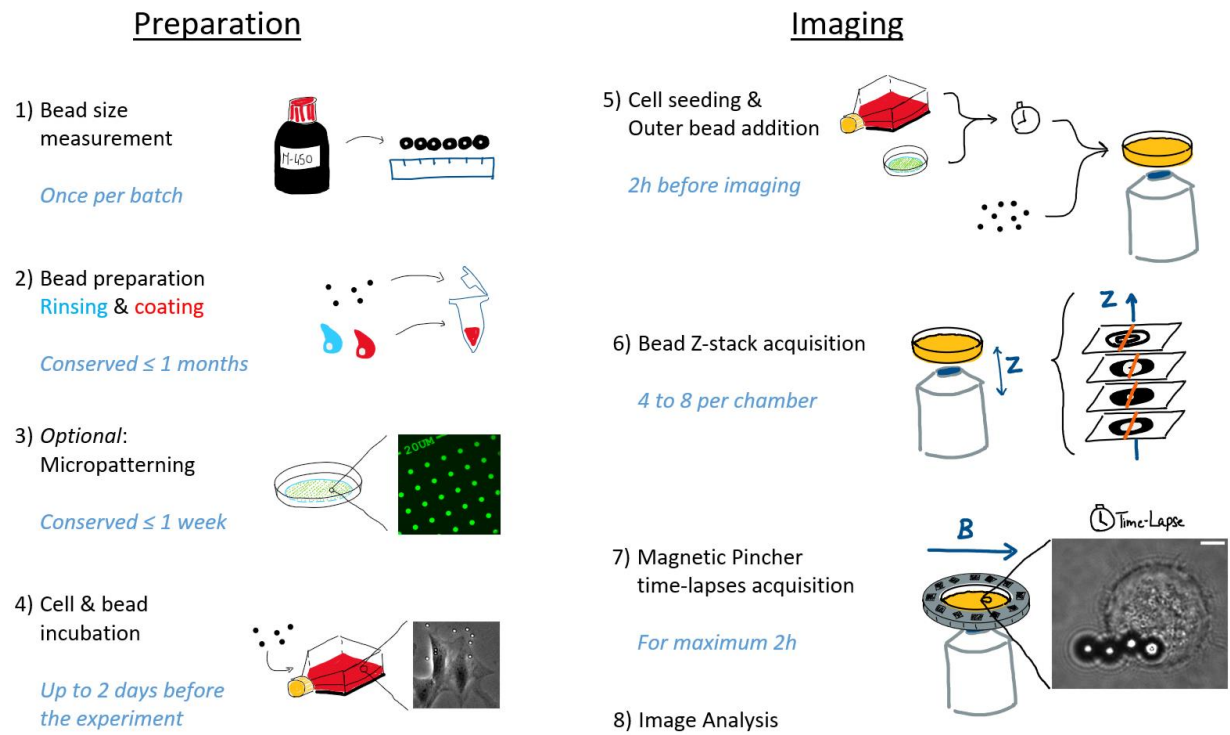 Preparation
1) Bead size
measurement
Once per batch
M-450
2) Bead preparation
Rinsing & coating
Conserved ≤ 1 months
3) Optional:
Micropatterning
Conserved ≤ 1 week
20UM
4) Cell & bead
incubation
Up to 2 days before
the experiment
Imaging
5) Cell seeding &
Outer bead addition
2h before imaging
6) Bead Z-stack acquisition
4 to 8 per chamber
Z
Z
7) Magnetic Pincher
time-lapses acquisition
For maximum 2h
B
Time-Lapse
8) Image Analysis